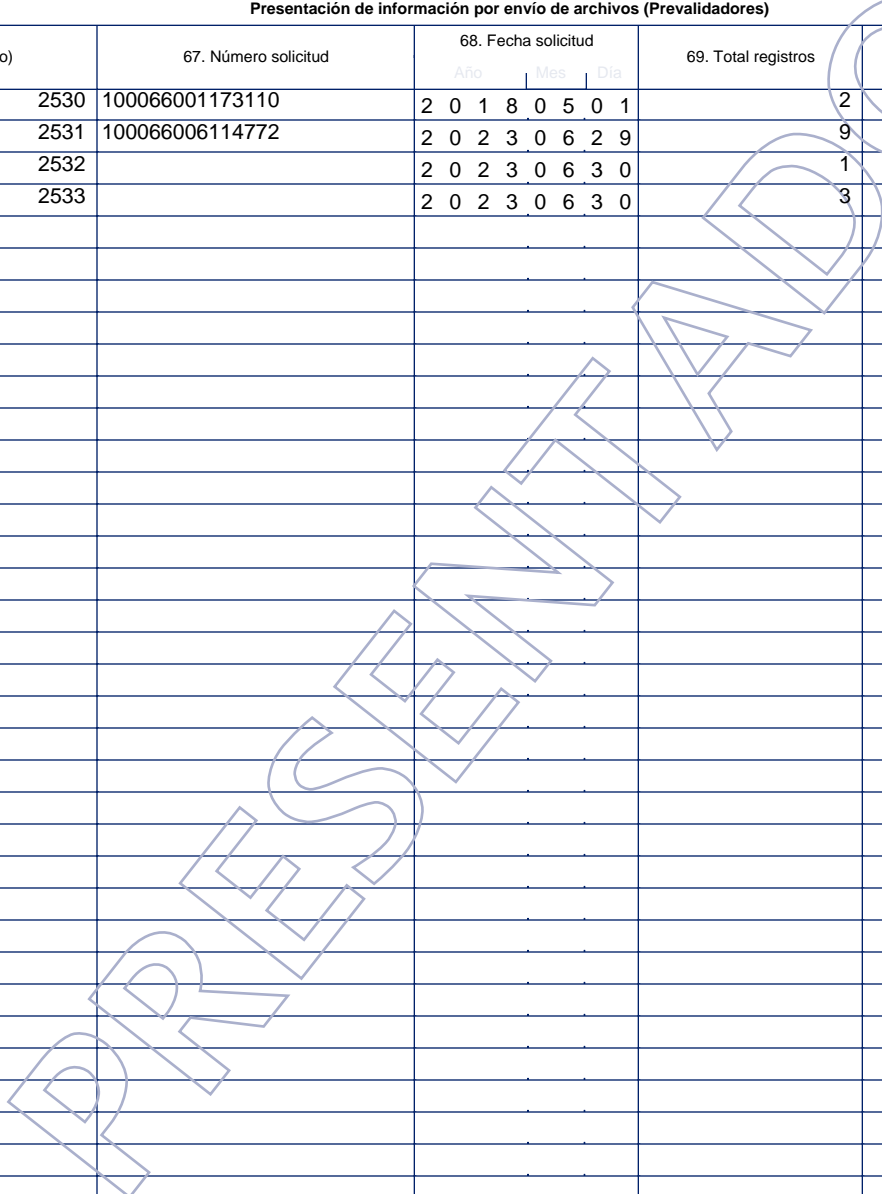 Presentación de información por envío de archivos (Prevalidadores)
o) 67. Número solicitud 68. Fecha solicitud 69. Total registros
Año Mes Día
2530 100066001173110 2 0 1 8 0 5 0 1 2
2531 100066006114772 2 0 2 3 0 6 2 9 9
2532 2 0 2 3 0 6 3 0 1
2533 2 0 2 3 0 6 3 0 3
PRESENTADO